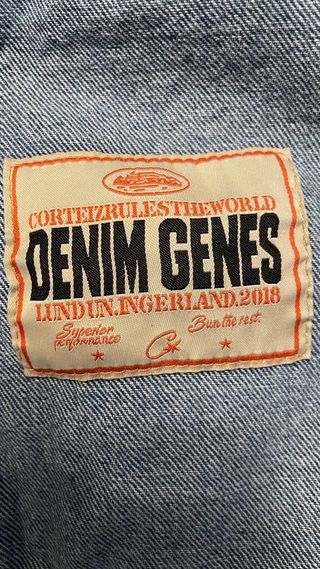 CORTEIZRULESTHEWORLD
DENIM GENES
LUNDUN.INGERLAND.2018
Superior performance
Bun the rest.
C